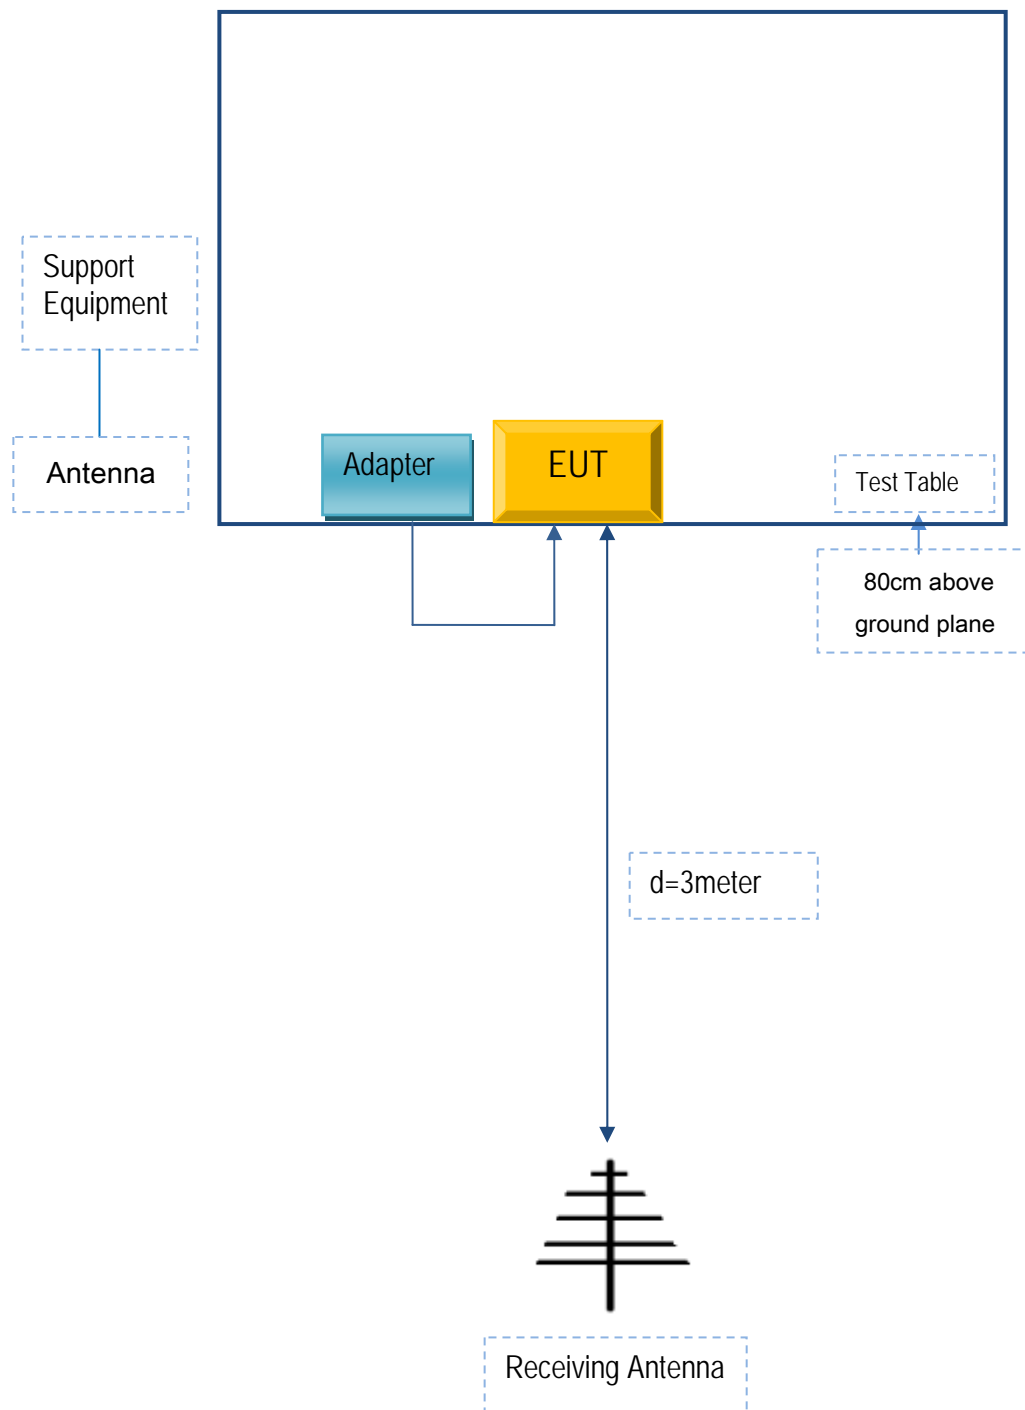 Support
Equipment
Antenna
Adapter
EUT
Test Table
80cm above
ground plane
d=3meter
Receiving Antenna